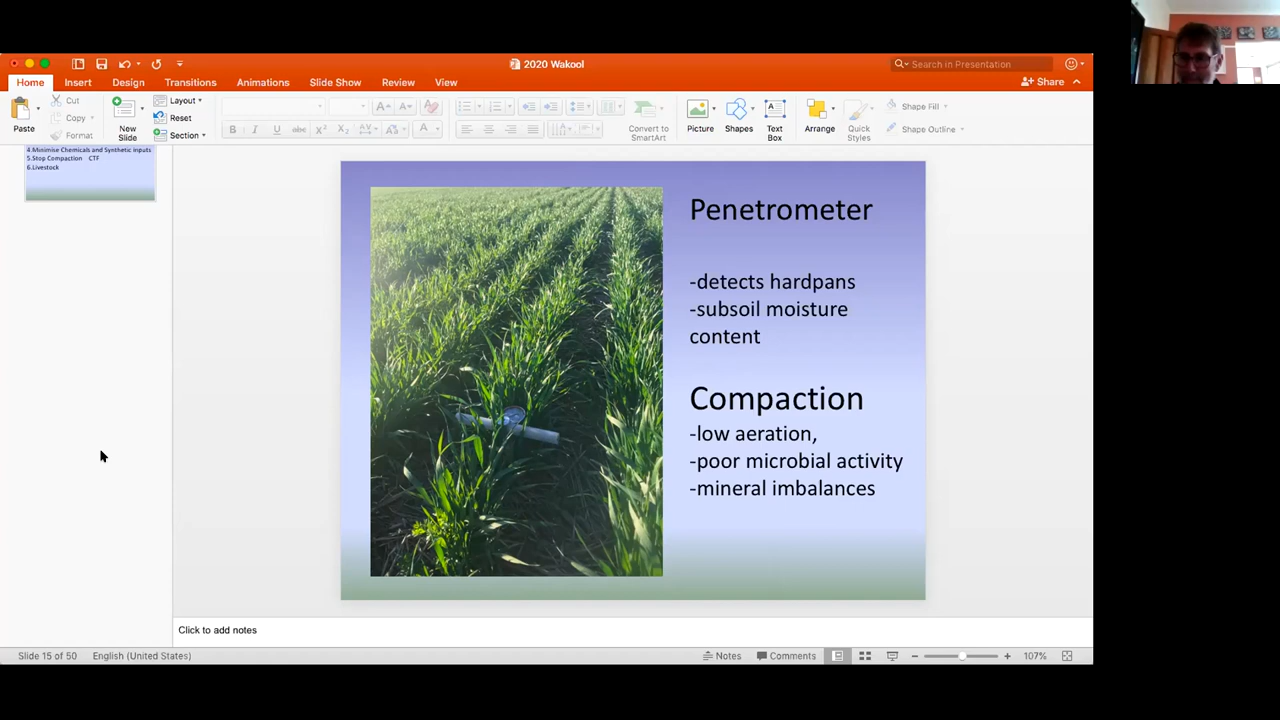 2020 Wakool
Search in Presentation
Home Insert Design Transitions Animations Slide Show Review View
Share
Paste
Cut
Copy
Format
New Slide
Layout
Reset
Section
B I U abc X² X₂ AV A
Convert to SmartArt
Picture
Shapes
Text Box
Arrange
Quick Styles
Shape Fill
Shape Outline
4.Minimise Chemicals and Synthetic inputs
5.Stop Compaction CTF
6.Livestock
Penetrometer
-detects hardpans
-subsoil moisture
content
Compaction
-low aeration,
-poor microbial activity
-mineral imbalances
Click to add notes
Slide 15 of 50 English (United States) Notes Comments 107%